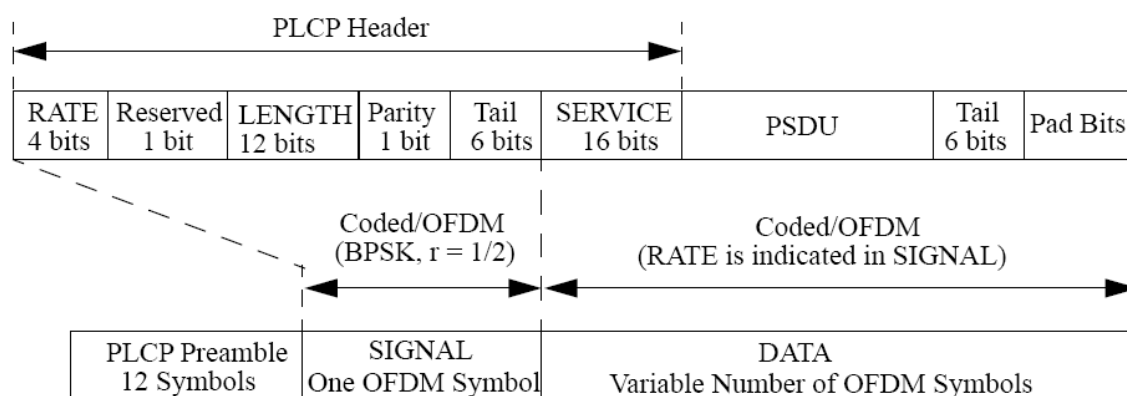 PLCP Header
RATE Reserved LENGTH Parity Tail SERVICE PSDU Tail Pad Bits
4 bits 1 bit 12 bits 1 bit 6 bits 16 bits 6 bits
Coded/OFDM Coded/OFDM
(BPSK, r = 1/2) (RATE is indicated in SIGNAL)
PLCP Preamble SIGNAL DATA
12 Symbols One OFDM Symbol Variable Number of OFDM Symbols